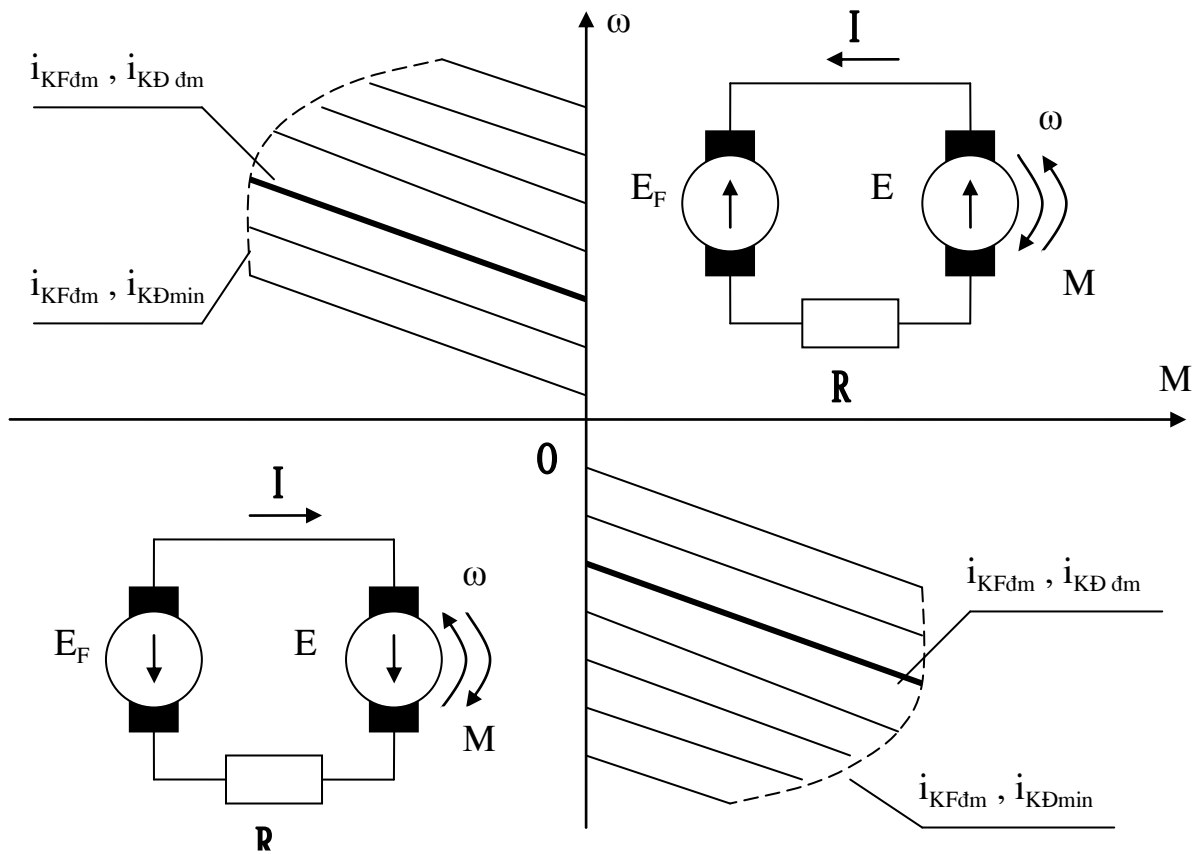 ω
I
i_KFđm , i_KĐ đm
ω
E_F
E
i_KFđm , i_KĐmin
M
R
M
0
I
i_KFđm , i_KĐ đm
ω
E_F
E
M
i_KFđm , i_KĐmin
R